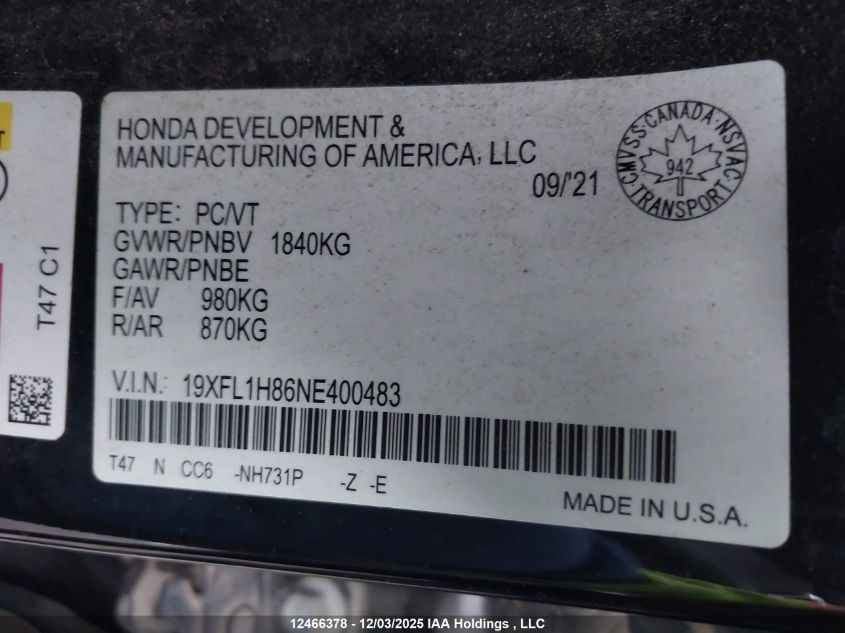 HONDA DEVELOPMENT &
MANUFACTURING OF AMERICA, LLC
09/'21
CMVSS·CANADA·NSVAC
942
TRANSPORT
TYPE: PC/VT
GVWR/PNBV 1840KG
GAWR/PNBE
F/AV 980KG
R/AR 870KG
V.I.N.: 19XFL1H86NE400483
T47 N CC6 -NH731P -Z -E
MADE IN U.S.A.
T47 C1
12466378 - 12/03/2025 IAA Holdings , LLC